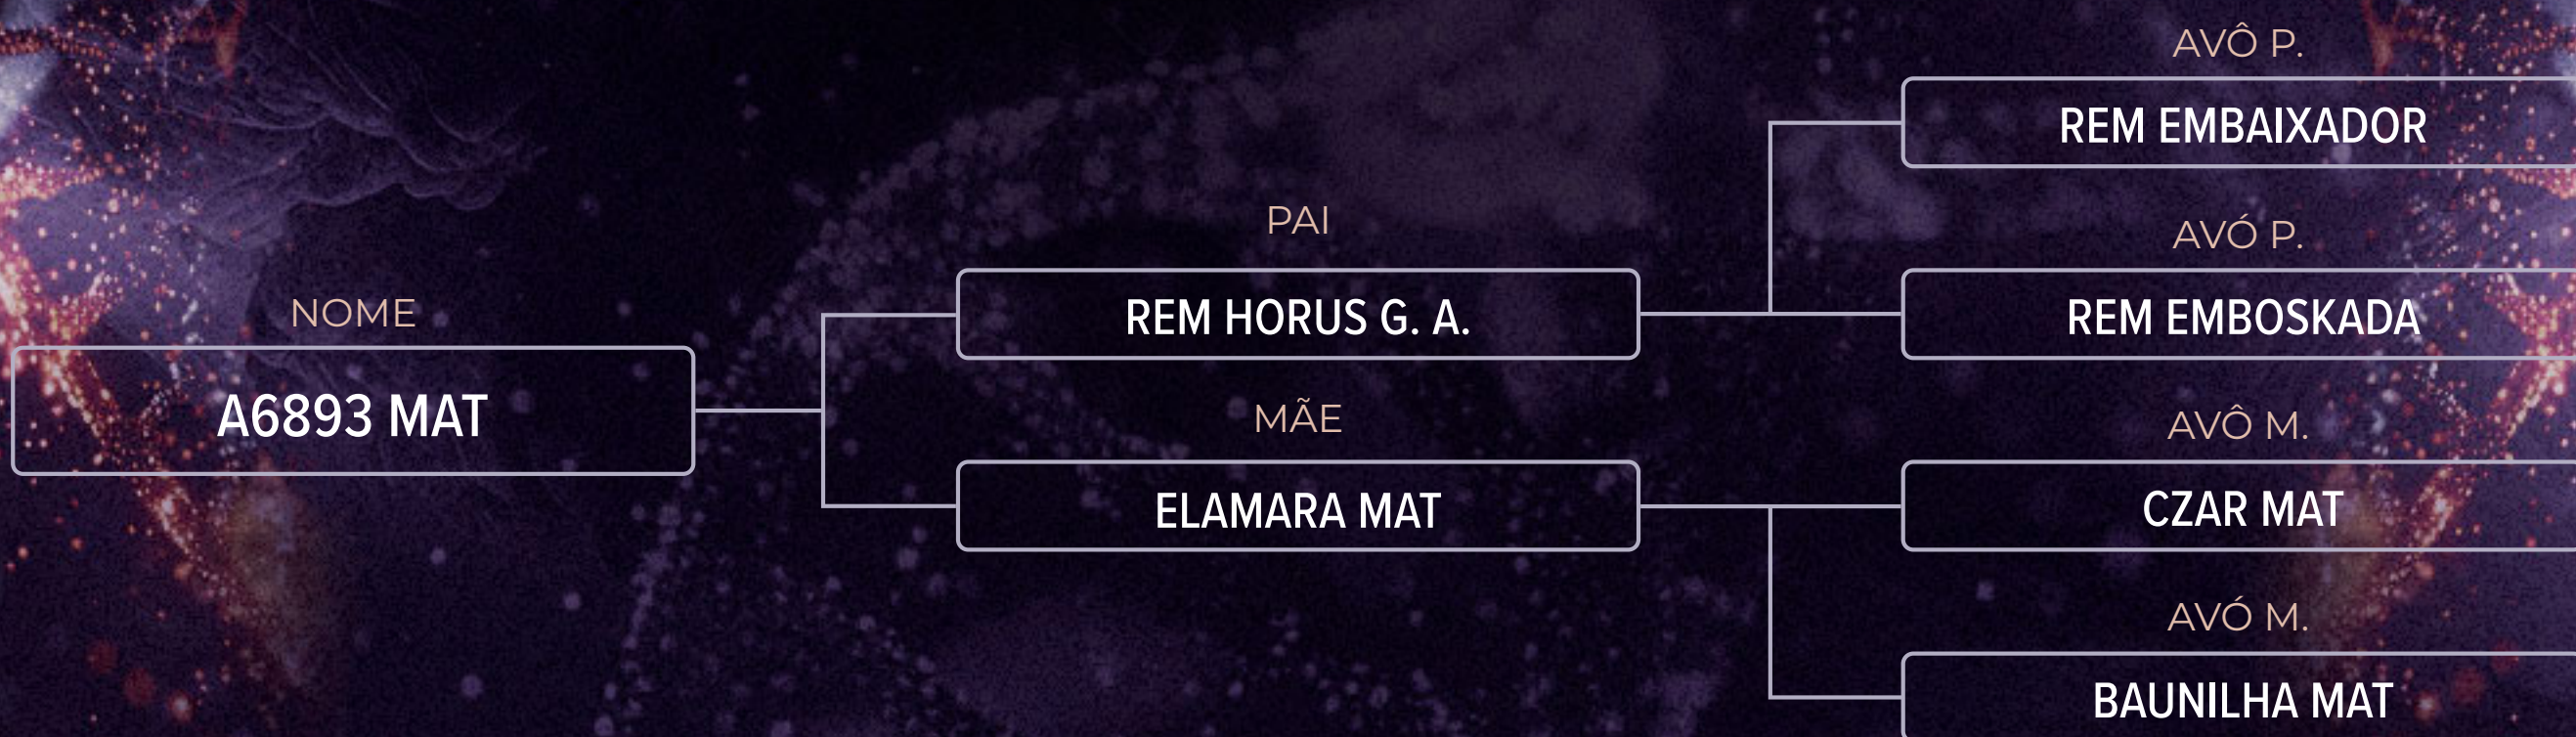 NOME
A6893 MAT
PAI
REM HORUS G. A.
MÃE
ELAMARA MAT
AVÔ P.
REM EMBAIXADOR
AVÓ P.
REM EMBOSKADA
AVÔ M.
CZAR MAT
AVÓ M.
BAUNILHA MAT